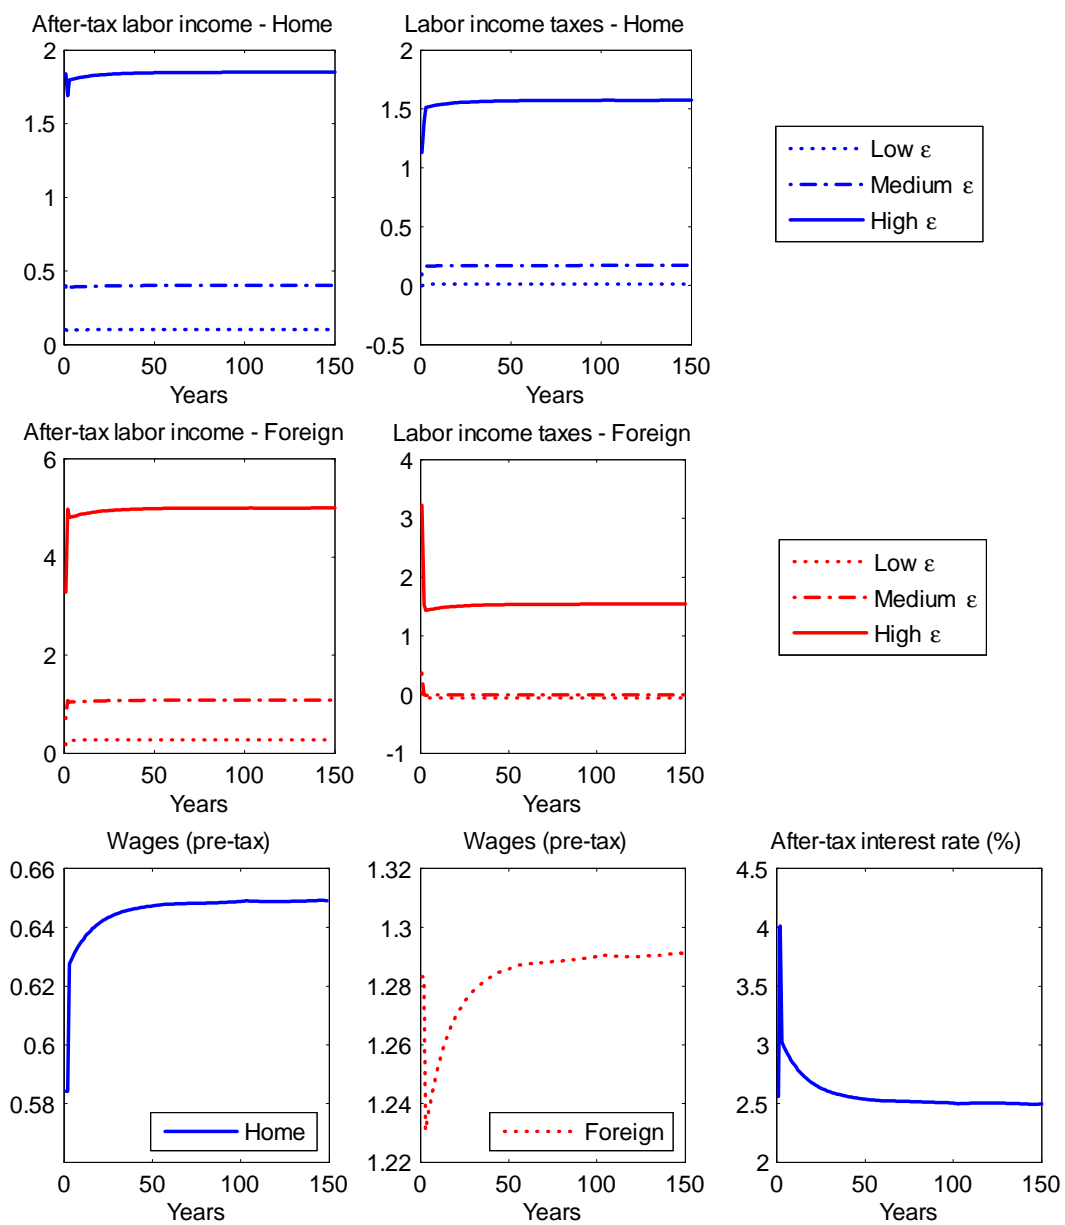 After-tax labor income - Home
2
1.5
1
0.5
0
0 50 100 150
Years
Labor income taxes - Home
2
1.5
1
0.5
0
-0.5
0 50 100 150
Years
Low ε
Medium ε
High ε
After-tax labor income - Foreign
6
4
2
0
0 50 100 150
Years
Labor income taxes - Foreign
4
3
2
1
0
-1
0 50 100 150
Years
Low ε
Medium ε
High ε
Wages (pre-tax)
0.66
0.64
0.62
0.6
0.58
Home
0 50 100 150
Years
Wages (pre-tax)
1.32
1.3
1.28
1.26
1.24
1.22
Foreign
0 50 100 150
Years
After-tax interest rate (%)
4.5
4
3.5
3
2.5
2
0 50 100 150
Years